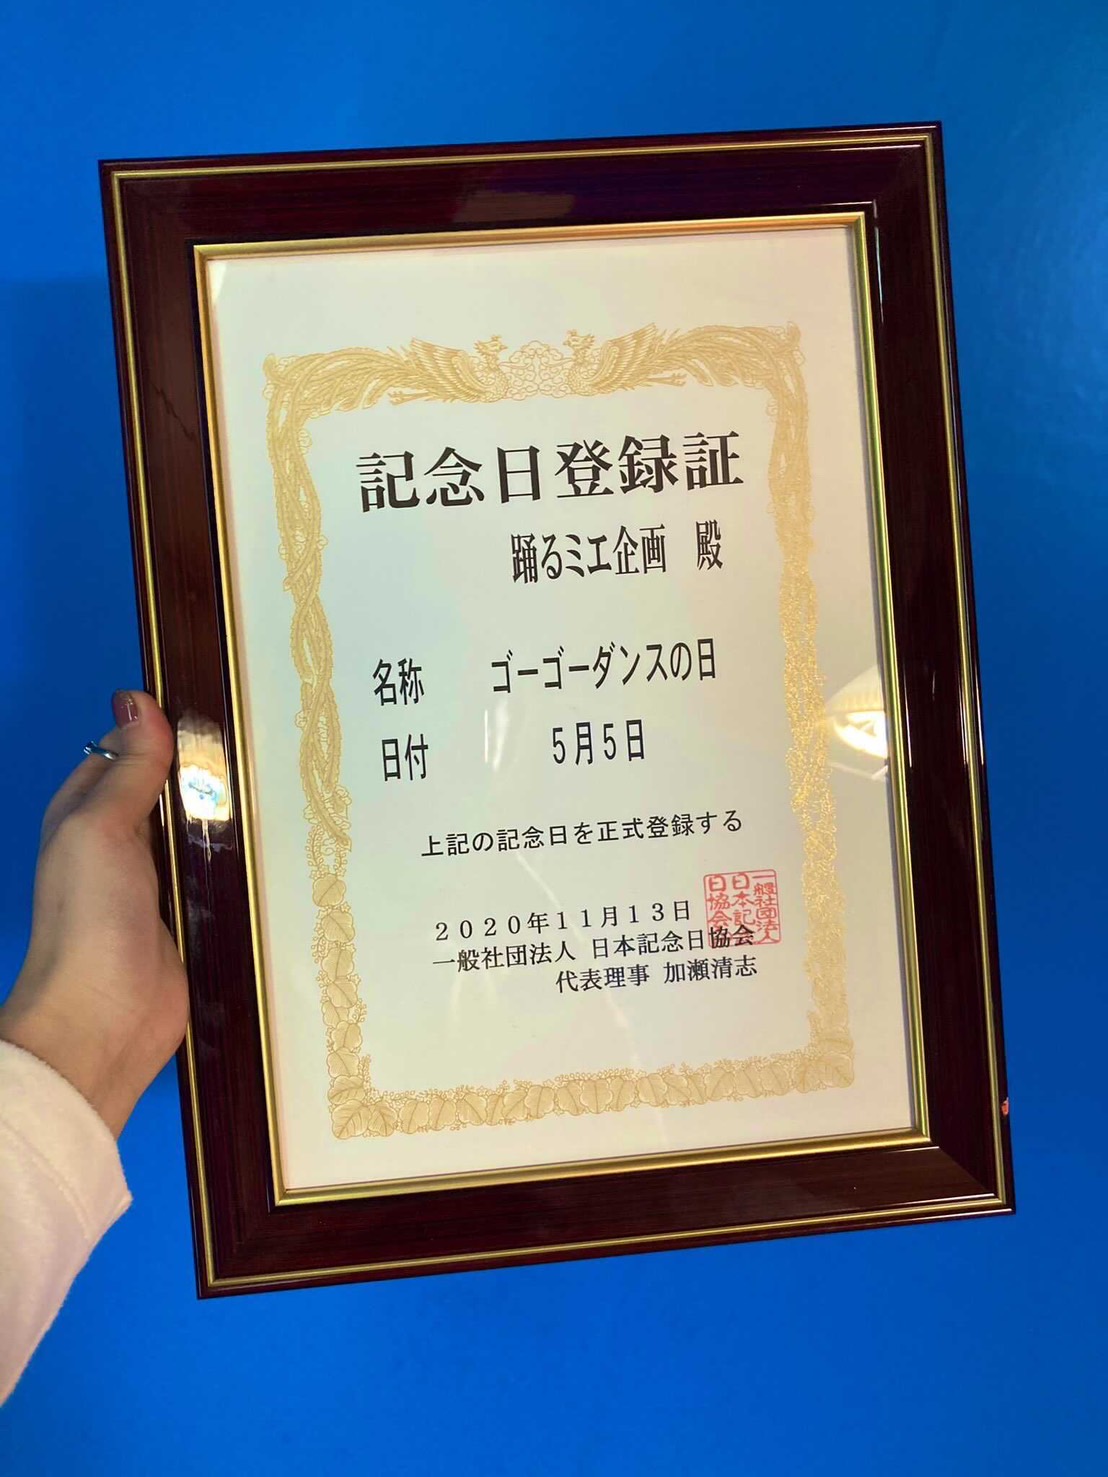 記念日登録証
踊るミエ企画　殿
名称　ゴーゴーダンスの日
日付　５月５日
上記の記念日を正式登録する
２０２０年１１月１３日
一般社団法人 日本記念日協会
代表理事 加瀬清志
一般社団法人
日本記念
日協会